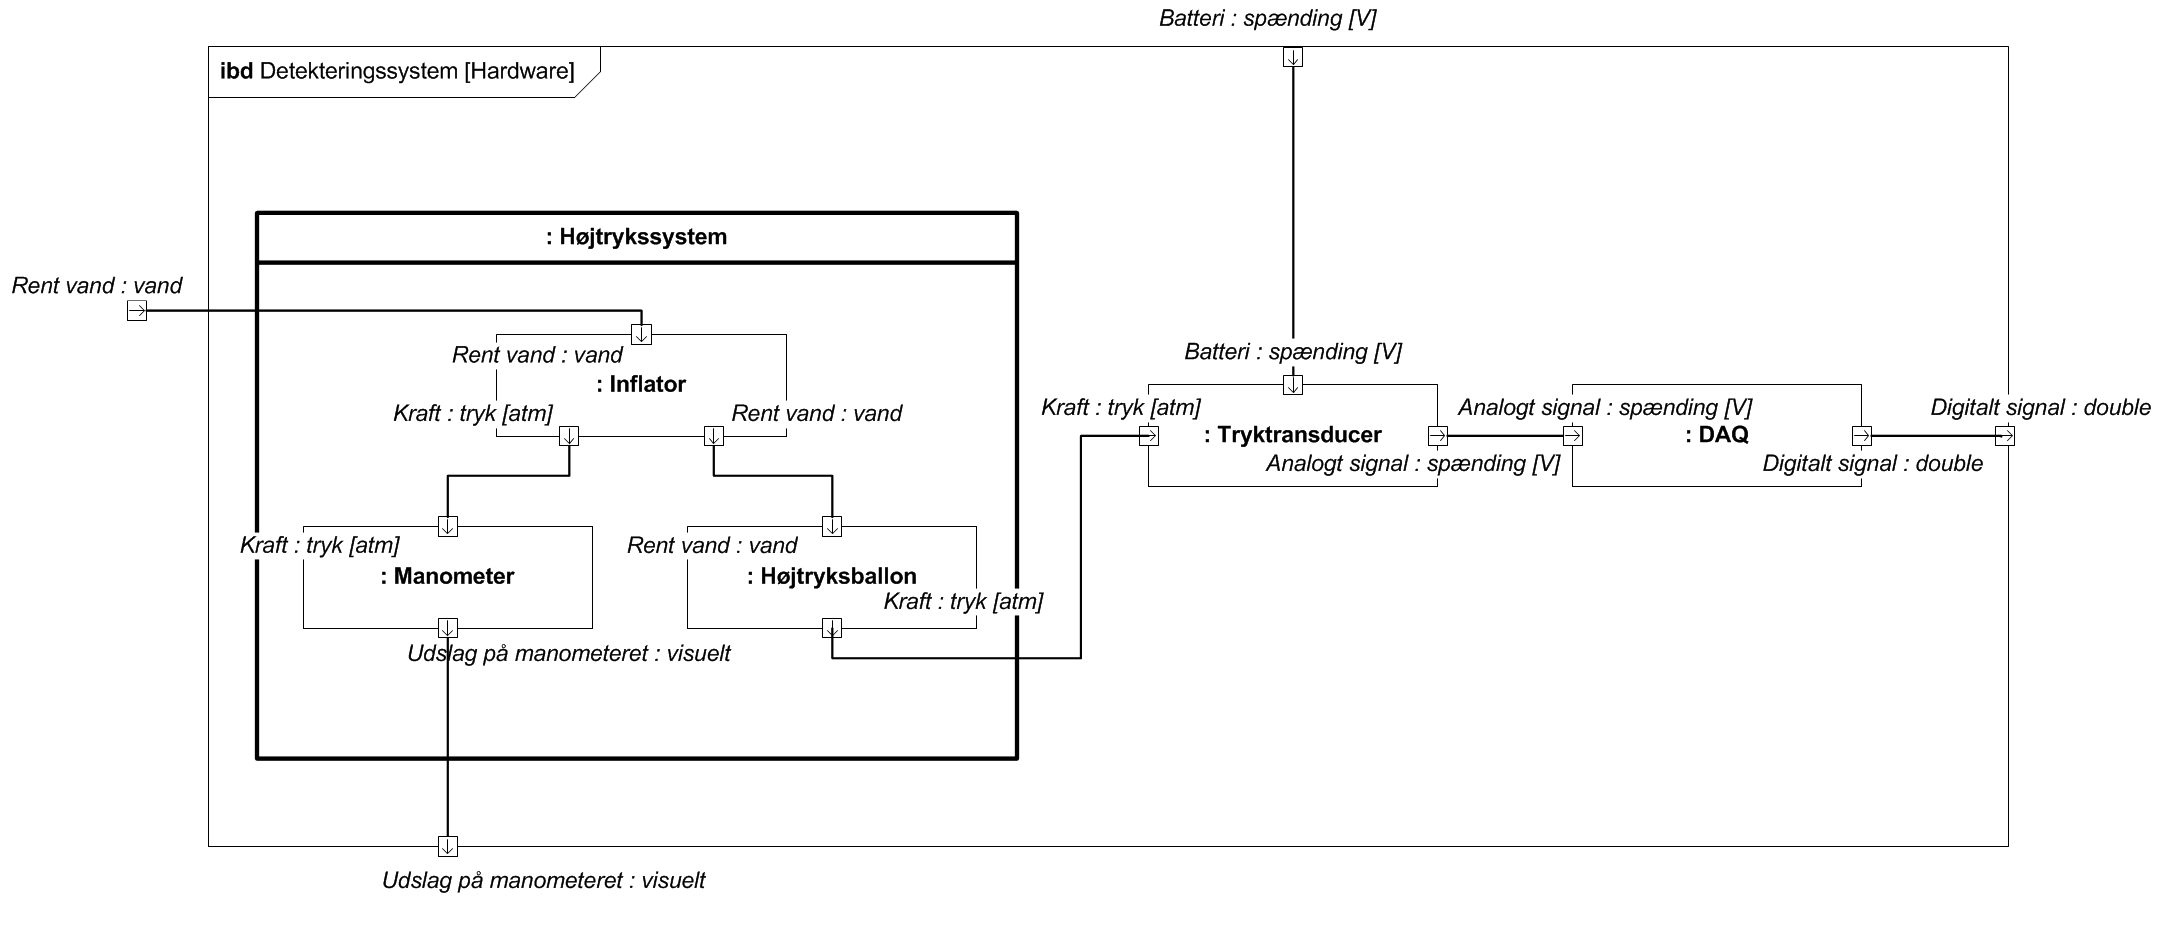 Batteri : spænding [V]
ibd Detekteringssystem [Hardware]
: Højtrykssystem
Rent vand : vand
Rent vand : vand
: Inflator
Kraft : tryk [atm]
Rent vand : vand
Batteri : spænding [V]
Kraft : tryk [atm]
: Tryktransducer
Analogt signal : spænding [V]
Analogt signal : spænding [V]
: DAQ
Digitalt signal : double
Digitalt signal : double
Kraft : tryk [atm]
: Manometer
Udslag på manometeret : visuelt
Rent vand : vand
: Højtryksballon
Kraft : tryk [atm]
Udslag på manometeret : visuelt